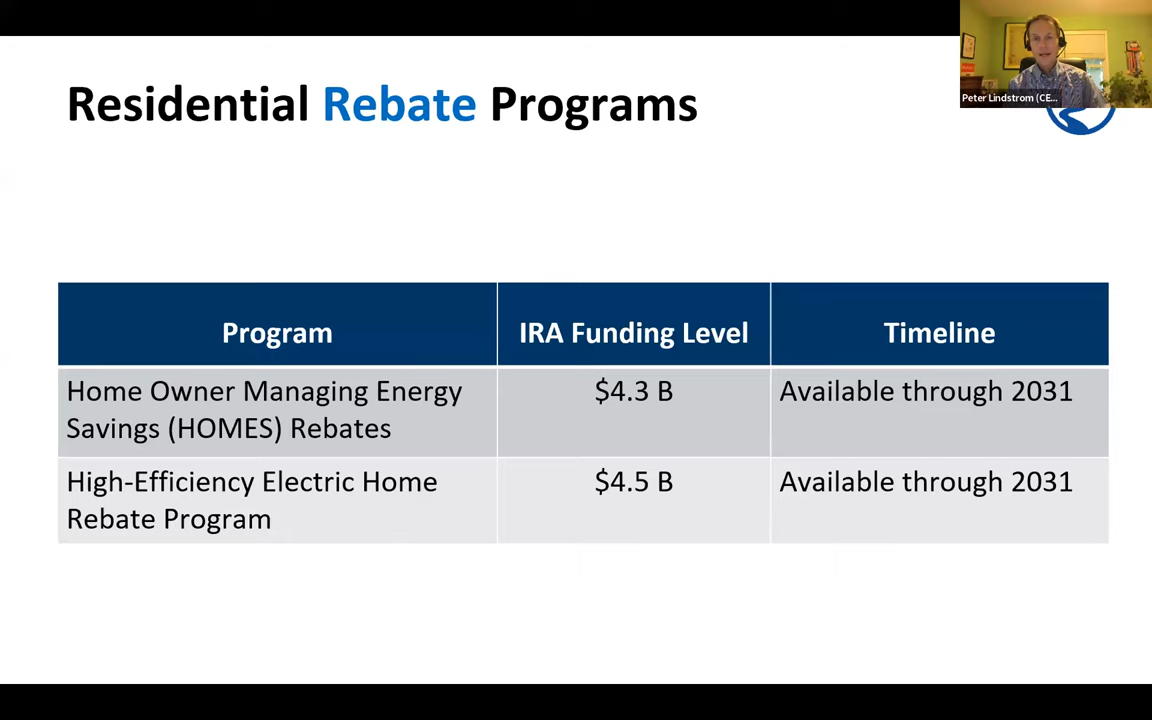 Residential Rebate Programs
Peter Lindstrom (CE...
Program
IRA Funding Level
Timeline
Home Owner Managing Energy
Savings (HOMES) Rebates
$4.3 B
Available through 2031
High-Efficiency Electric Home
Rebate Program
$4.5 B
Available through 2031